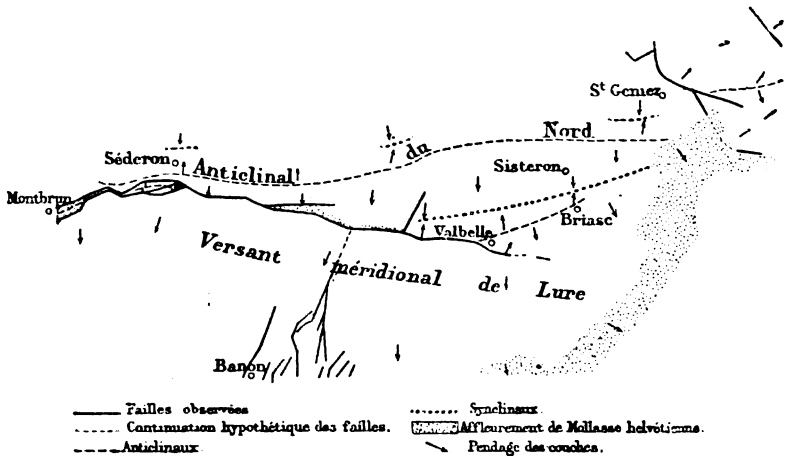 St Geniez
Nord
du
Séderon
Anticlinal
Sisteron
Montbrun
Briasc
Valbelle
Versant méridional de Lure
Banon
Failles observées
Continuation hypothétique des failles.
Anticlinaux
Synclinaux.
Affleurement de Mollasse helvétienne.
Pendage des couches.